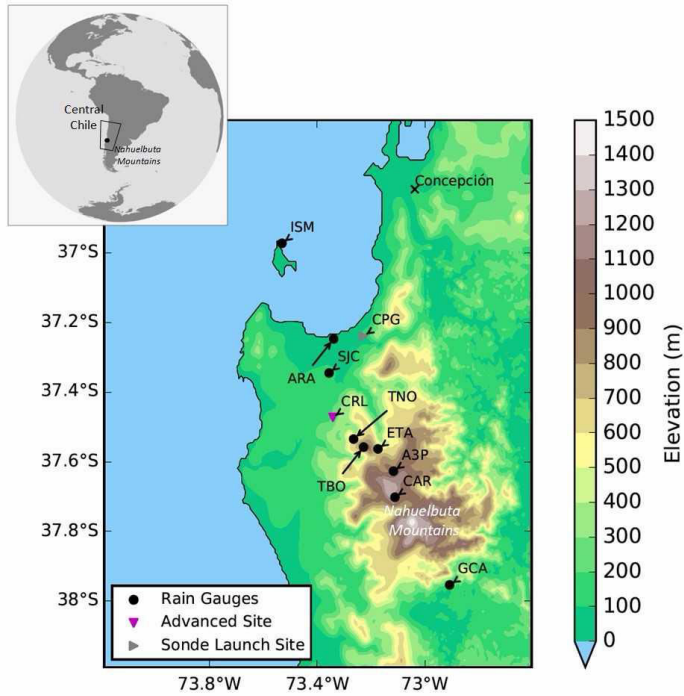 Central
Chile
Nahuelbuta
Mountains
Concepción
ISM
CPG
SJC
ARA
CRL
TNO
ETA
A3P
TBO
CAR
Nahuelbuta
Mountains
GCA
37°S
37.2°S
37.4°S
37.6°S
37.8°S
38°S
Rain Gauges
Advanced Site
Sonde Launch Site
73.8°W
73.4°W
73°W
1500
1400
1300
1200
1100
1000
900
800
700
600
500
400
300
200
100
0
Elevation (m)